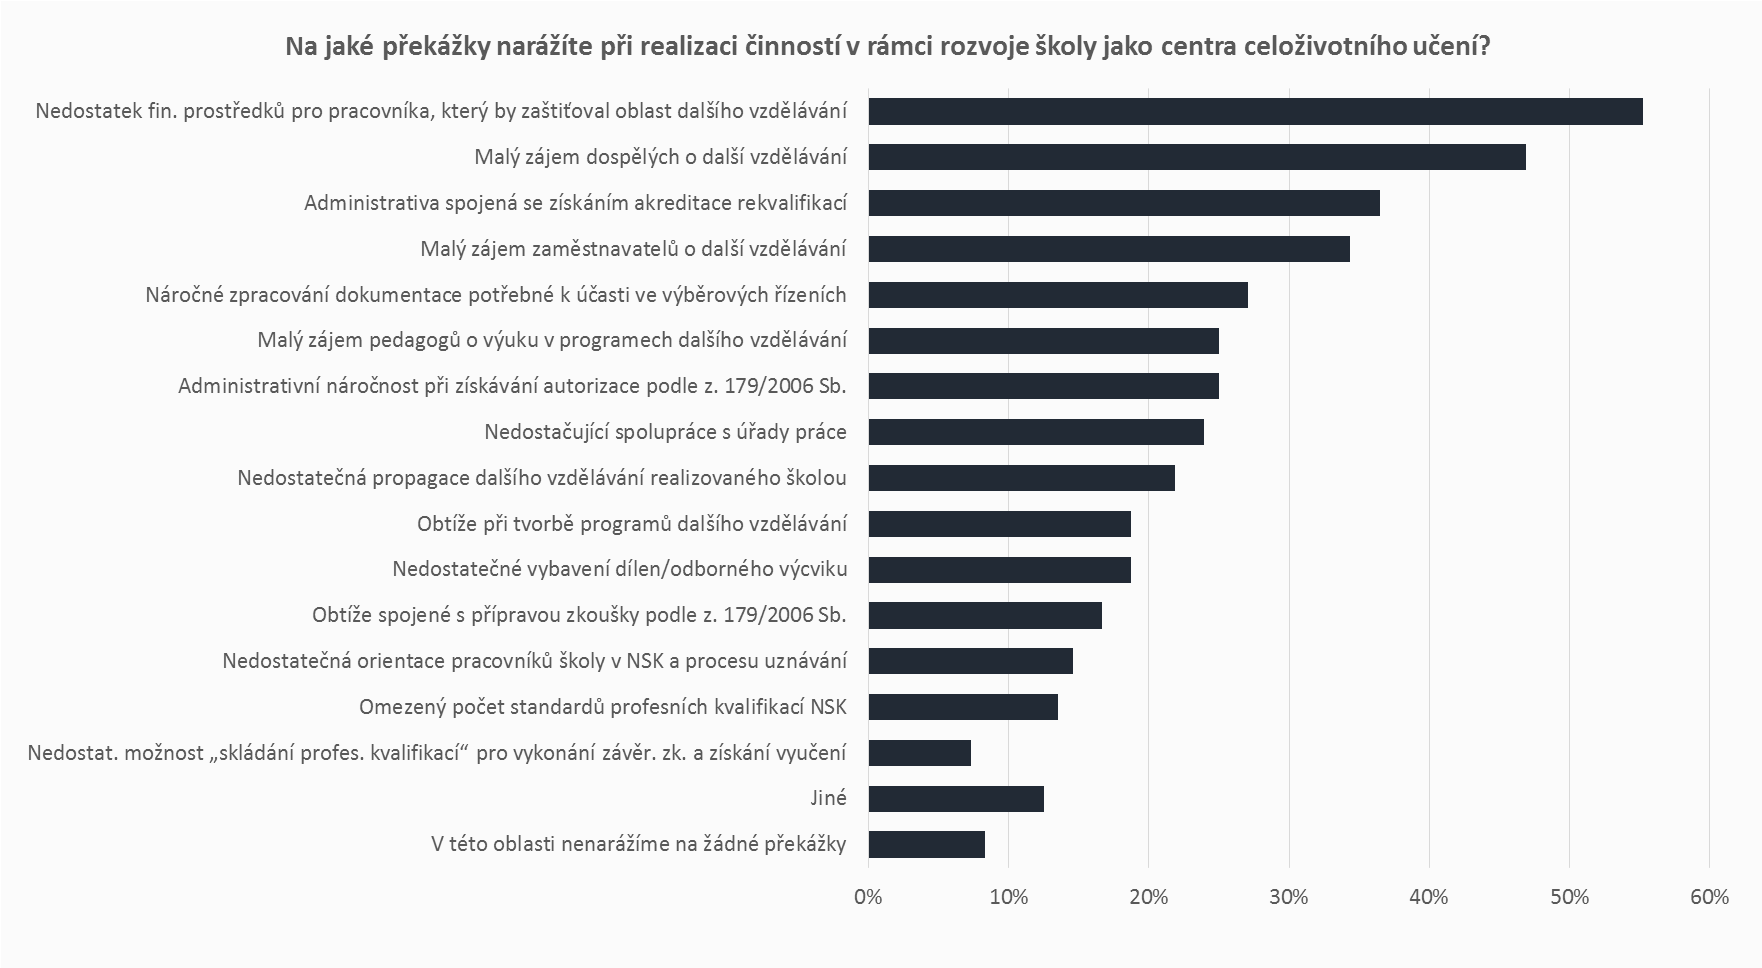 Na jaké překážky narážíte při realizaci činností v rámci rozvoje školy jako centra celoživotního učení?
Nedostatek fin. prostředků pro pracovníka, který by zaštiťoval oblast dalšího vzdělávání
Malý zájem dospělých o další vzdělávání
Administrativa spojená se získáním akreditace rekvalifikací
Malý zájem zaměstnavatelů o další vzdělávání
Náročné zpracování dokumentace potřebné k účasti ve výběrových řízeních
Malý zájem pedagogů o výuku v programech dalšího vzdělávání
Administrativní náročnost při získávání autorizace podle z. 179/2006 Sb.
Nedostačující spolupráce s úřady práce
Nedostatečná propagace dalšího vzdělávání realizovaného školou
Obtíže při tvorbě programů dalšího vzdělávání
Nedostatečné vybavení dílen/odborného výcviku
Obtíže spojené s přípravou zkoušky podle z. 179/2006 Sb.
Nedostatečná orientace pracovníků školy v NSK a procesu uznávání
Omezený počet standardů profesních kvalifikací NSK
Nedostat. možnost „skládání profes. kvalifikací“ pro vykonání závěr. zk. a získání vyučení
Jiné
V této oblasti nenarážíme na žádné překážky
0% 10% 20% 30% 40% 50% 60%